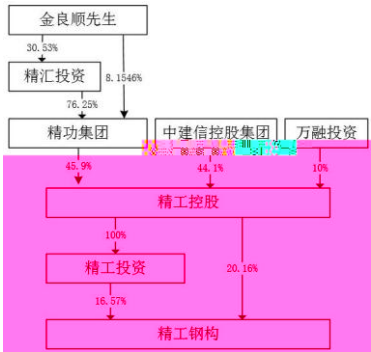 金良顺先生
30.53%
8.1546%
精汇投资
76.25%
精功集团 中建信控股集团 万融投资
45.9% 44.1% 10%
精工控股
100%
20.16%
精工投资
16.57%
精工钢构